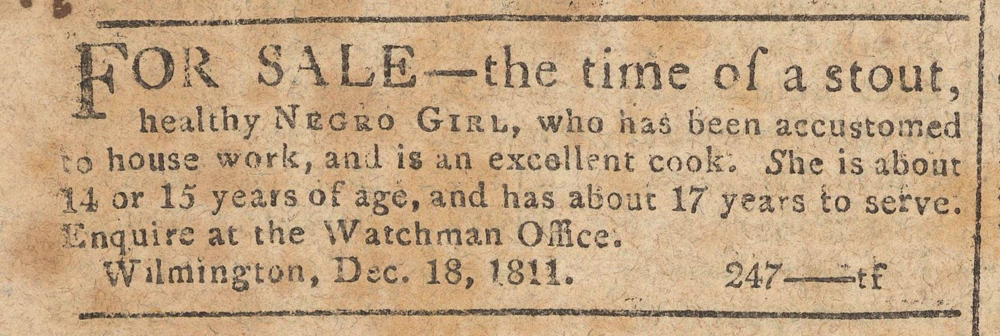 FOR SALE—the time of a stout,
healthy NEGRO GIRL, who has been accustomed
to house work, and is an excellent cook. She is about
14 or 15 years of age, and has about 17 years to serve.
Enquire at the Watchman Office.
Wilmington, Dec. 18, 1811. 247——tf